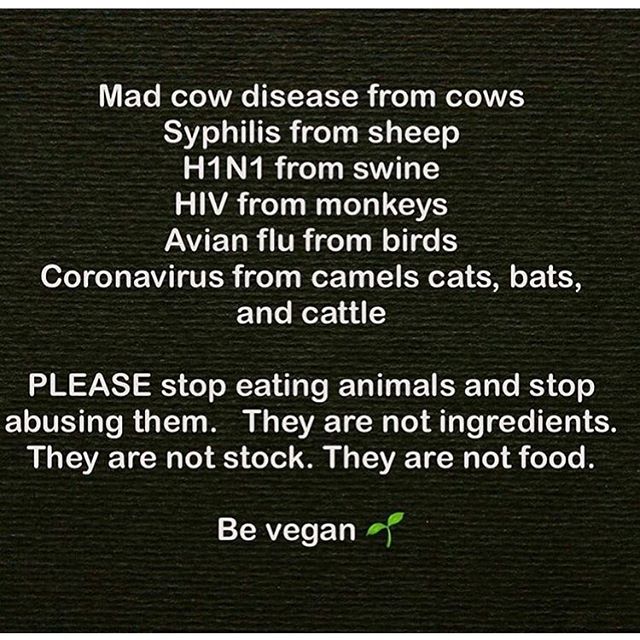 Mad cow disease from cows
Syphilis from sheep
H1N1 from swine
HIV from monkeys
Avian flu from birds
Coronavirus from camels cats, bats,
and cattle
PLEASE stop eating animals and stop
abusing them.   They are not ingredients.
They are not stock. They are not food.
Be vegan 🌱